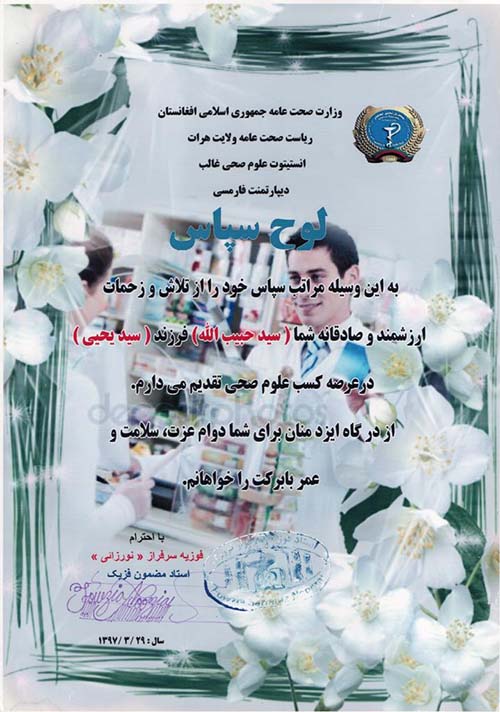 وزارت صحت عامه جمهوری اسلامی افغانستان
ریاست صحت عامه ولایت هرات
انستیتوت علوم صحی غالب
دیپارتمنت فارمسی
لوح سپاس
به این وسیله مراتب سپاس خود را از تلاش و زحمات
ارزشمند و صادقانه شما ( سید حبیب الله) فرزند ( سید یحیی )
درعرصه کسب علوم صحی تقدیم می دارم.
از در گاه ایزد منان برای شما دوام عزت، سلامت و
عمر بابرکت را خواهانم.
با احترام
فوزیه سرفراز « نورزائی »
استاد مضمون فزیک
سال : ۲۹ / ۳ / ۱۳۹۷